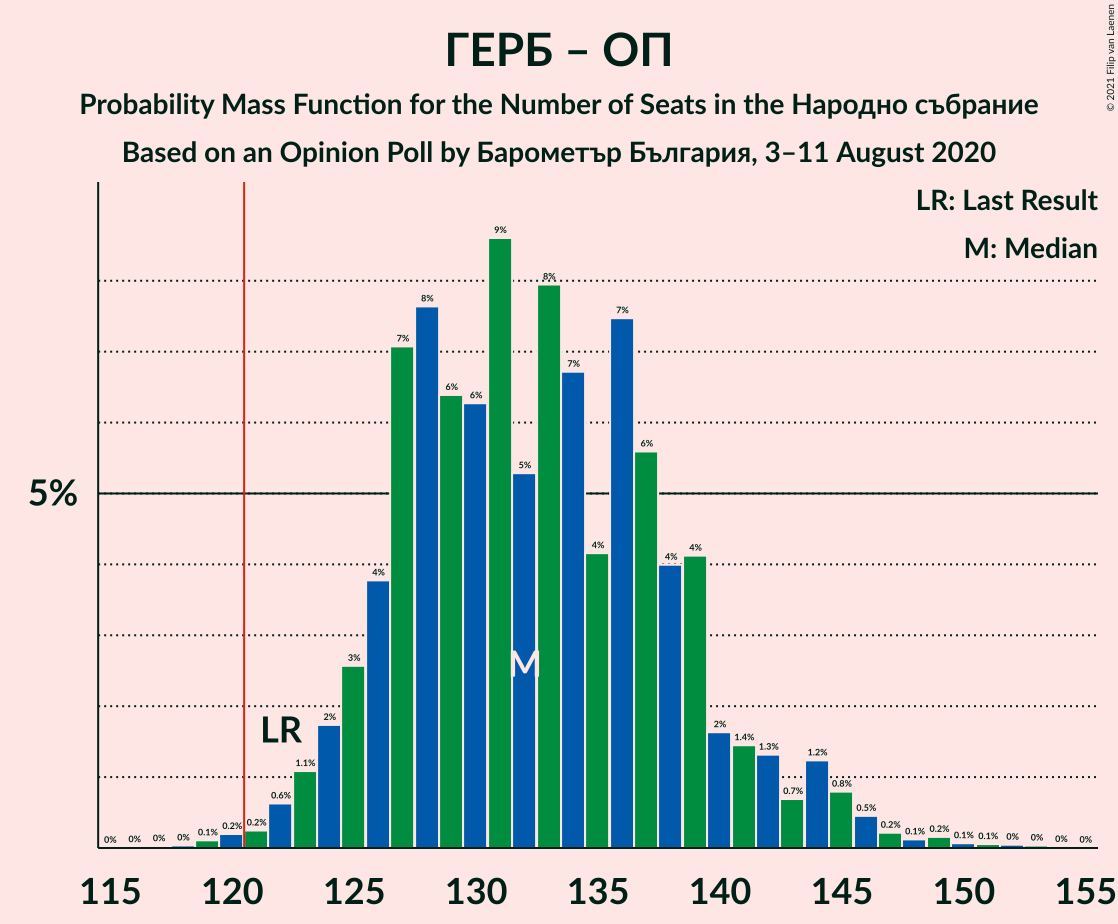 ГЕРБ – ОП
Probability Mass Function for the Number of Seats in the Народно събрание
Based on an Opinion Poll by Барометър България, 3–11 August 2020
© 2021 Filip van Laenen
LR: Last Result
M: Median
5%
LR
M
0% 0% 0% 0% 0.1% 0.2% 0.2% 0.6% 1.1% 2% 3% 4% 7% 8% 6% 6% 9% 5% 8% 7% 4% 7% 6% 4% 4% 2% 1.4% 1.3% 0.7% 1.2% 0.8% 0.5% 0.2% 0.1% 0.2% 0.1% 0.1% 0% 0% 0% 0%
115 120 125 130 135 140 145 150 155